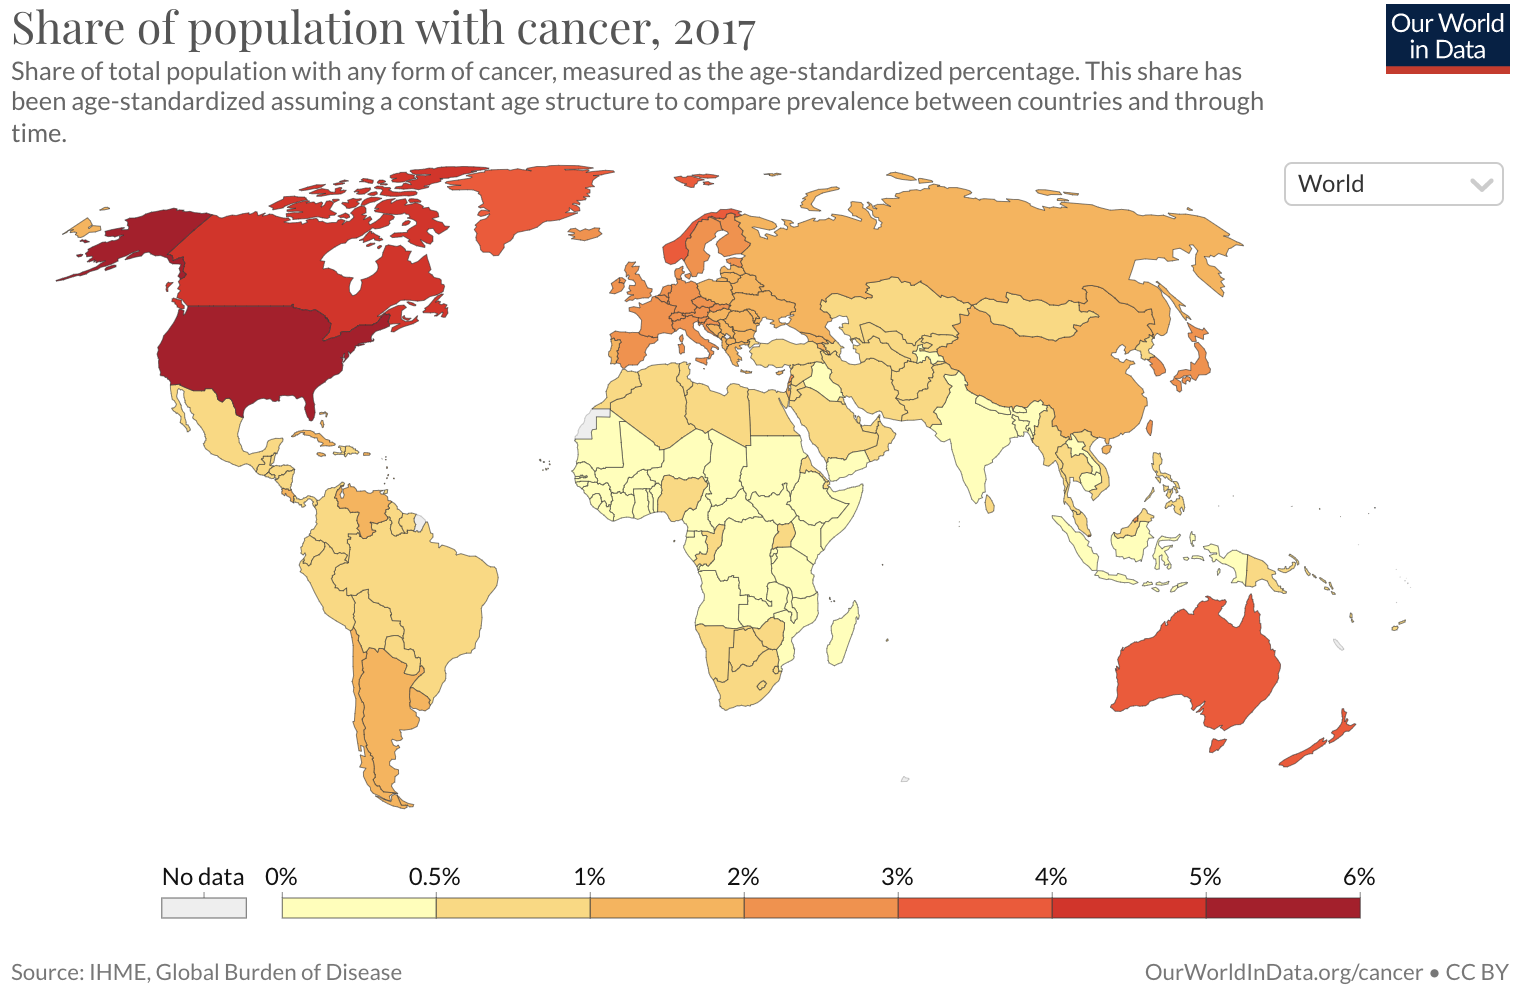 Share of population with cancer, 2017
Our World
in Data
Share of total population with any form of cancer, measured as the age-standardized percentage. This share has
been age-standardized assuming a constant age structure to compare prevalence between countries and through
time.
World
No data
0%
0.5%
1%
2%
3%
4%
5%
6%
Source: IHME, Global Burden of Disease
OurWorldInData.org/cancer • CC BY